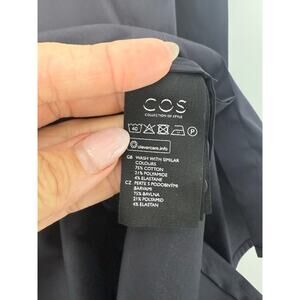 COS
COLLECTION OF STYLE
40 P
clevercare.info
GB WASH WITH SIMILAR
COLOURS
75% COTTON
21% POLYAMIDE
4% ELASTANE
CZ PERTE S PODOBNÝMI
BARVAMI
75% BAVLNA
21% POLYAMID
4% ELASTAN